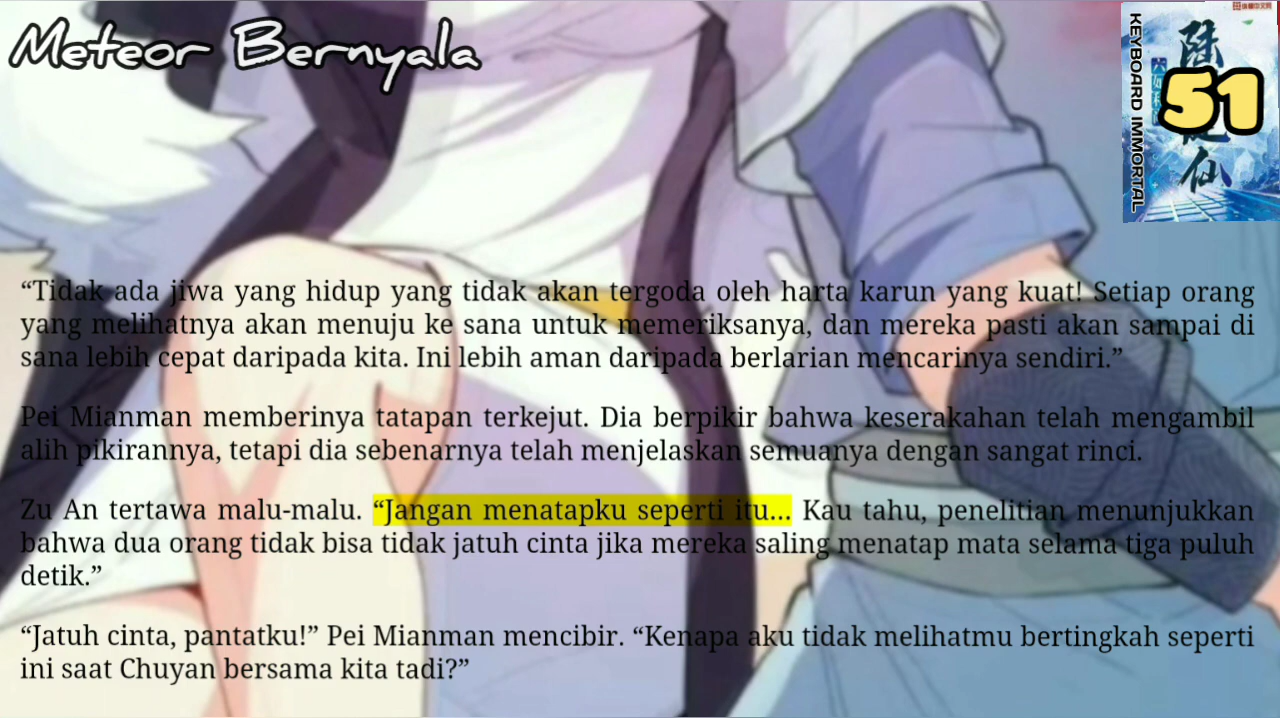 Meteor Bernyala
KEYBOARD IMMORTAL
51
“Tidak ada jiwa yang hidup yang tidak akan tergoda oleh harta karun yang kuat! Setiap orang
yang melihatnya akan menuju ke sana untuk memeriksanya, dan mereka pasti akan sampai di
sana lebih cepat daripada kita. Ini lebih aman daripada berlarian mencarinya sendiri.”
Pei Mianman memberinya tatapan terkejut. Dia berpikir bahwa keserakahan telah mengambil
alih pikirannya, tetapi dia sebenarnya telah menjelaskan semuanya dengan sangat rinci.
Zu An tertawa malu-malu. “Jangan menatapku seperti itu... Kau tahu, penelitian menunjukkan
bahwa dua orang tidak bisa tidak jatuh cinta jika mereka saling menatap mata selama tiga puluh
detik.”
“Jatuh cinta, pantatku!” Pei Mianman mencibir. “Kenapa aku tidak melihatmu bertingkah seperti
ini saat Chuyan bersama kita tadi?”